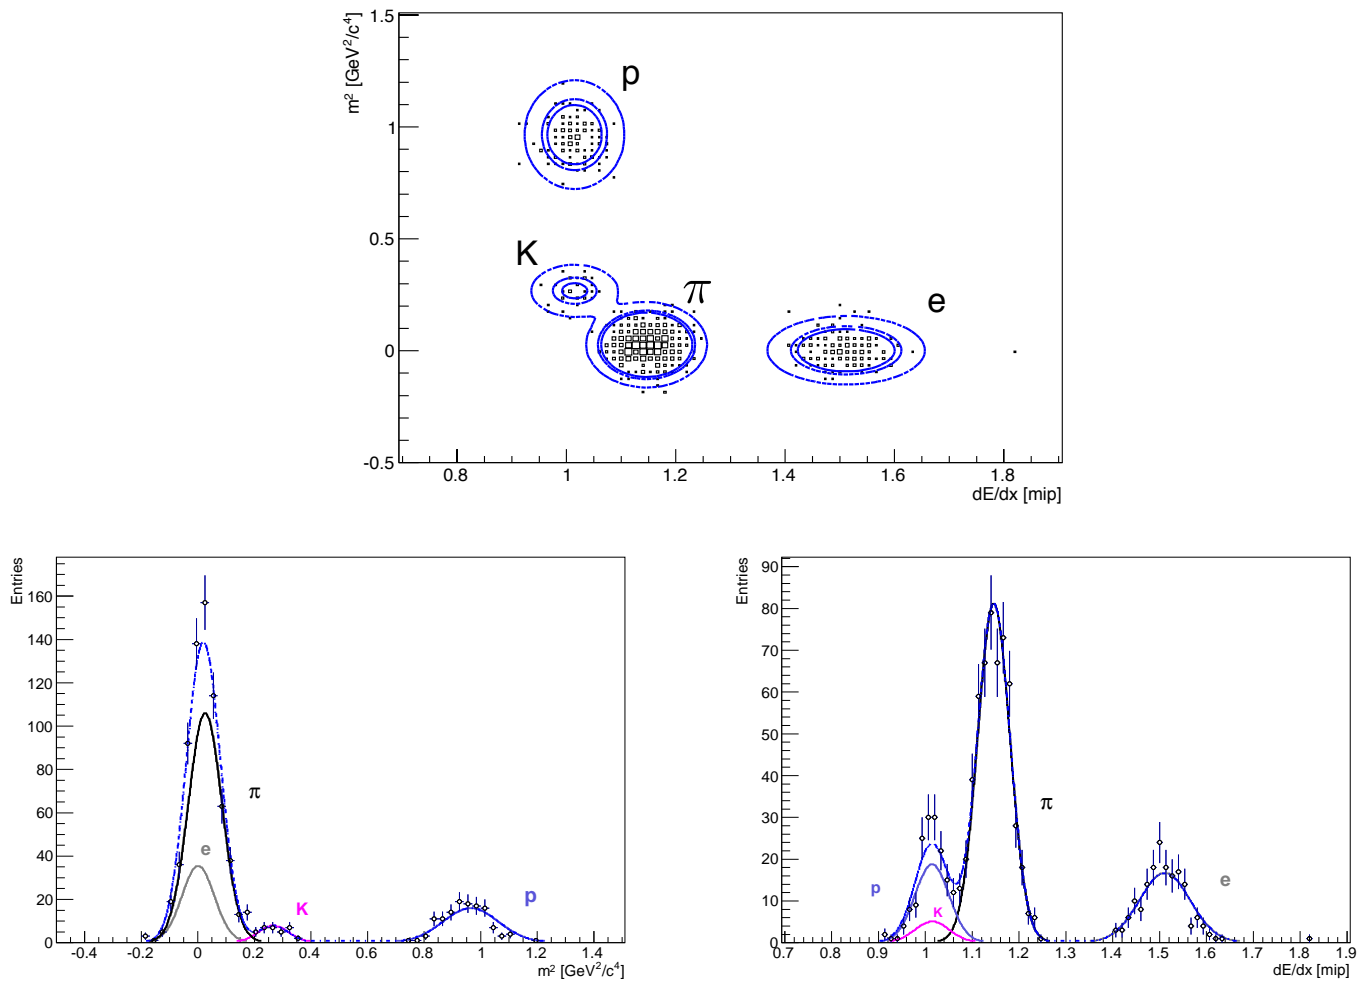 m² [GeV²/c⁴]
1.5
1
0.5
0
-0.5
p
K
π
e
0.8 1 1.2 1.4 1.6 1.8
dE/dx [mip]
Entries
160
140
120
100
80
60
40
20
0
π
e
K
p
-0.4 -0.2 0 0.2 0.4 0.6 0.8 1 1.2 1.4
m² [GeV²/c⁴]
Entries
90
80
70
60
50
40
30
20
10
0
π
p
K
e
0.7 0.8 0.9 1 1.1 1.2 1.3 1.4 1.5 1.6 1.7 1.8 1.9
dE/dx [mip]